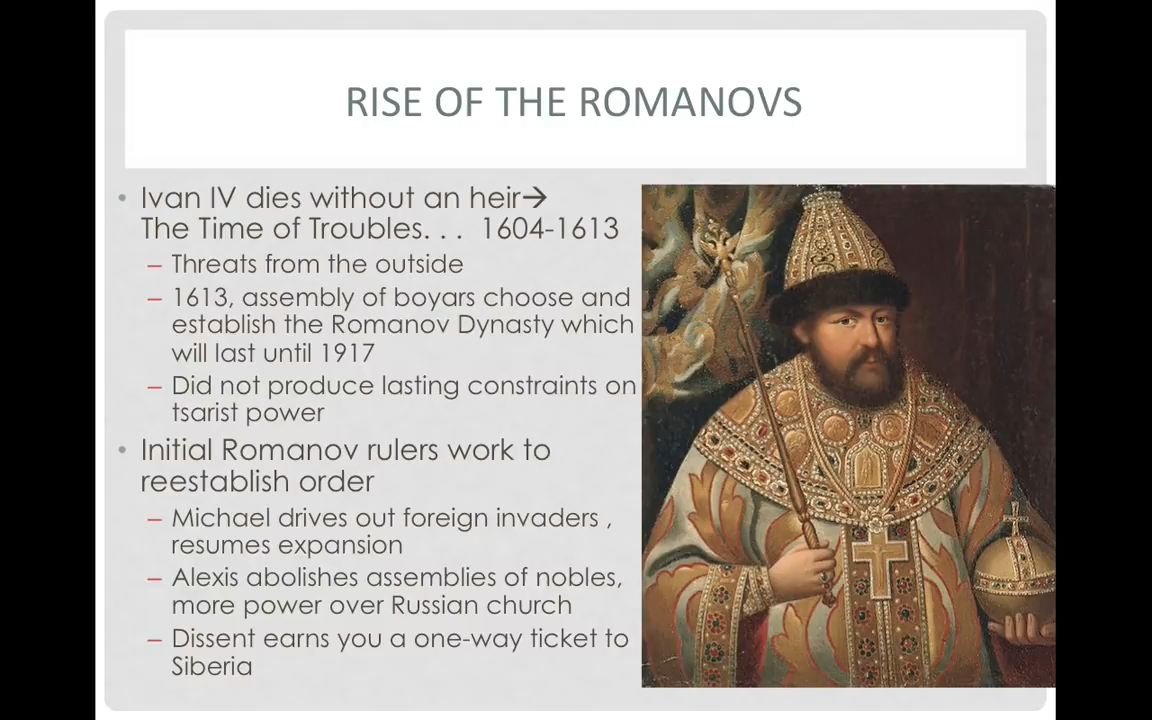 RISE OF THE ROMANOVS
• Ivan IV dies without an heir→
The Time of Troubles. . . 1604-1613
– Threats from the outside
– 1613, assembly of boyars choose and
establish the Romanov Dynasty which
will last until 1917
– Did not produce lasting constraints on
tsarist power
• Initial Romanov rulers work to
reestablish order
– Michael drives out foreign invaders ,
resumes expansion
– Alexis abolishes assemblies of nobles,
more power over Russian church
– Dissent earns you a one-way ticket to
Siberia